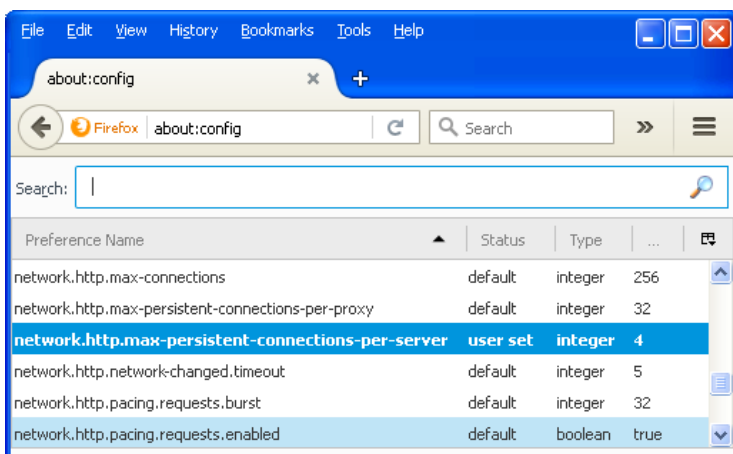 File Edit View History Bookmarks Tools Help
about:config
Firefox about:config Search
Search:
Preference Name Status Type ...
network.http.max-connections default integer 256
network.http.max-persistent-connections-per-proxy default integer 32
network.http.max-persistent-connections-per-server user set integer 4
network.http.network-changed.timeout default integer 5
network.http.pacing.requests.burst default integer 32
network.http.pacing.requests.enabled default boolean true